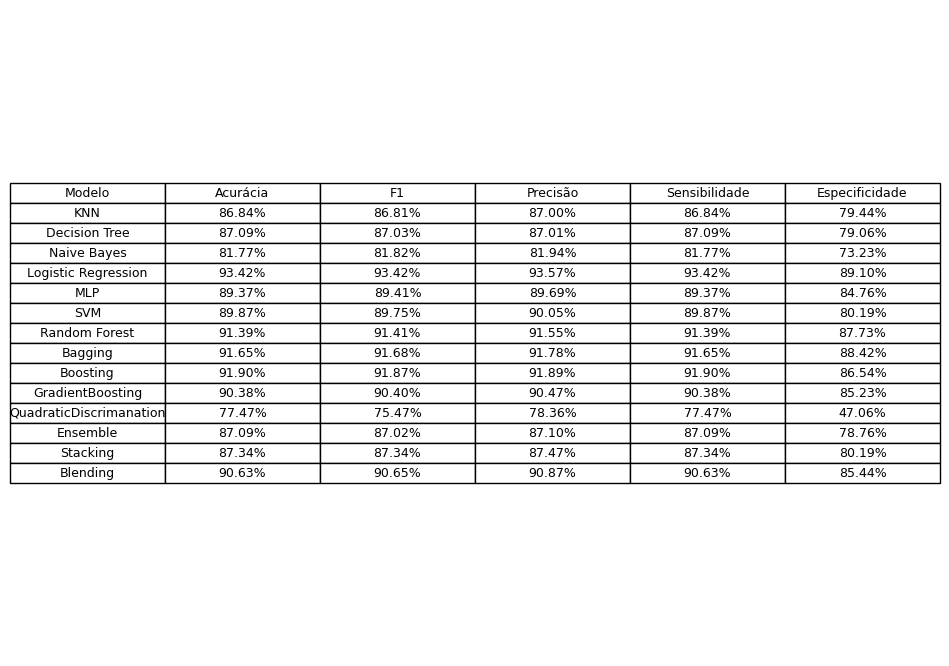 Modelo Acurácia F1 Precisão Sensibilidade Especificidade
KNN 86.84% 86.81% 87.00% 86.84% 79.44%
Decision Tree 87.09% 87.03% 87.01% 87.09% 79.06%
Naive Bayes 81.77% 81.82% 81.94% 81.77% 73.23%
Logistic Regression 93.42% 93.42% 93.57% 93.42% 89.10%
MLP 89.37% 89.41% 89.69% 89.37% 84.76%
SVM 89.87% 89.75% 90.05% 89.87% 80.19%
Random Forest 91.39% 91.41% 91.55% 91.39% 87.73%
Bagging 91.65% 91.68% 91.78% 91.65% 88.42%
Boosting 91.90% 91.87% 91.89% 91.90% 86.54%
GradientBoosting 90.38% 90.40% 90.47% 90.38% 85.23%
QuadraticDiscrimanation 77.47% 75.47% 78.36% 77.47% 47.06%
Ensemble 87.09% 87.02% 87.10% 87.09% 78.76%
Stacking 87.34% 87.34% 87.47% 87.34% 80.19%
Blending 90.63% 90.65% 90.87% 90.63% 85.44%